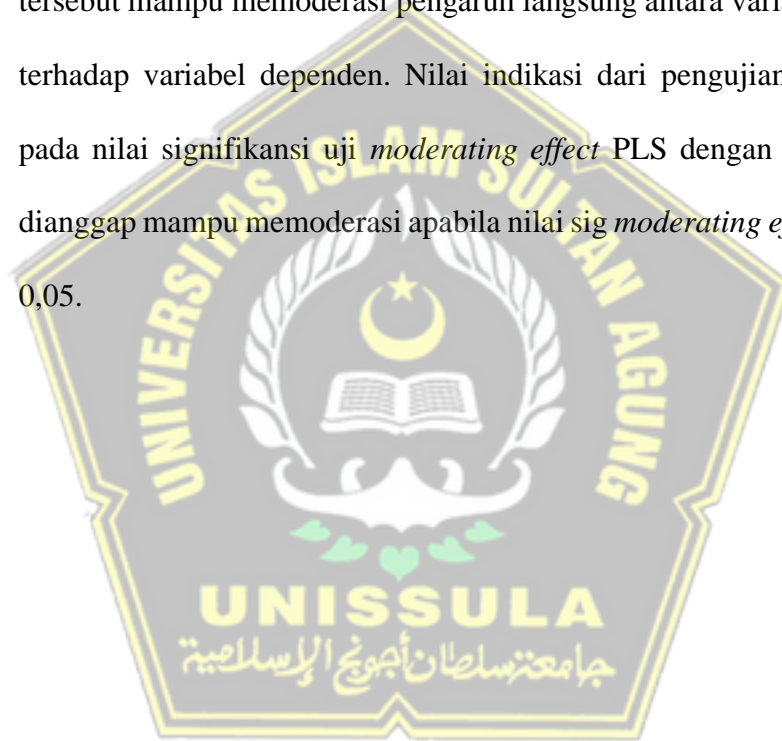 tersebut mampu memoderasi pengaruh langsung antara
terhadap variabel dependen. Nilai indikasi dari pengujian
pada nilai signifikansi uji moderating effect PLS dengan
dianggap mampu memoderasi apabila nilai sig moderating
0,05.
UNIVERSITAS ISLAM SULTAN AGUNG
UNISSULA
جامعة سلطان أجونج الإسلامية